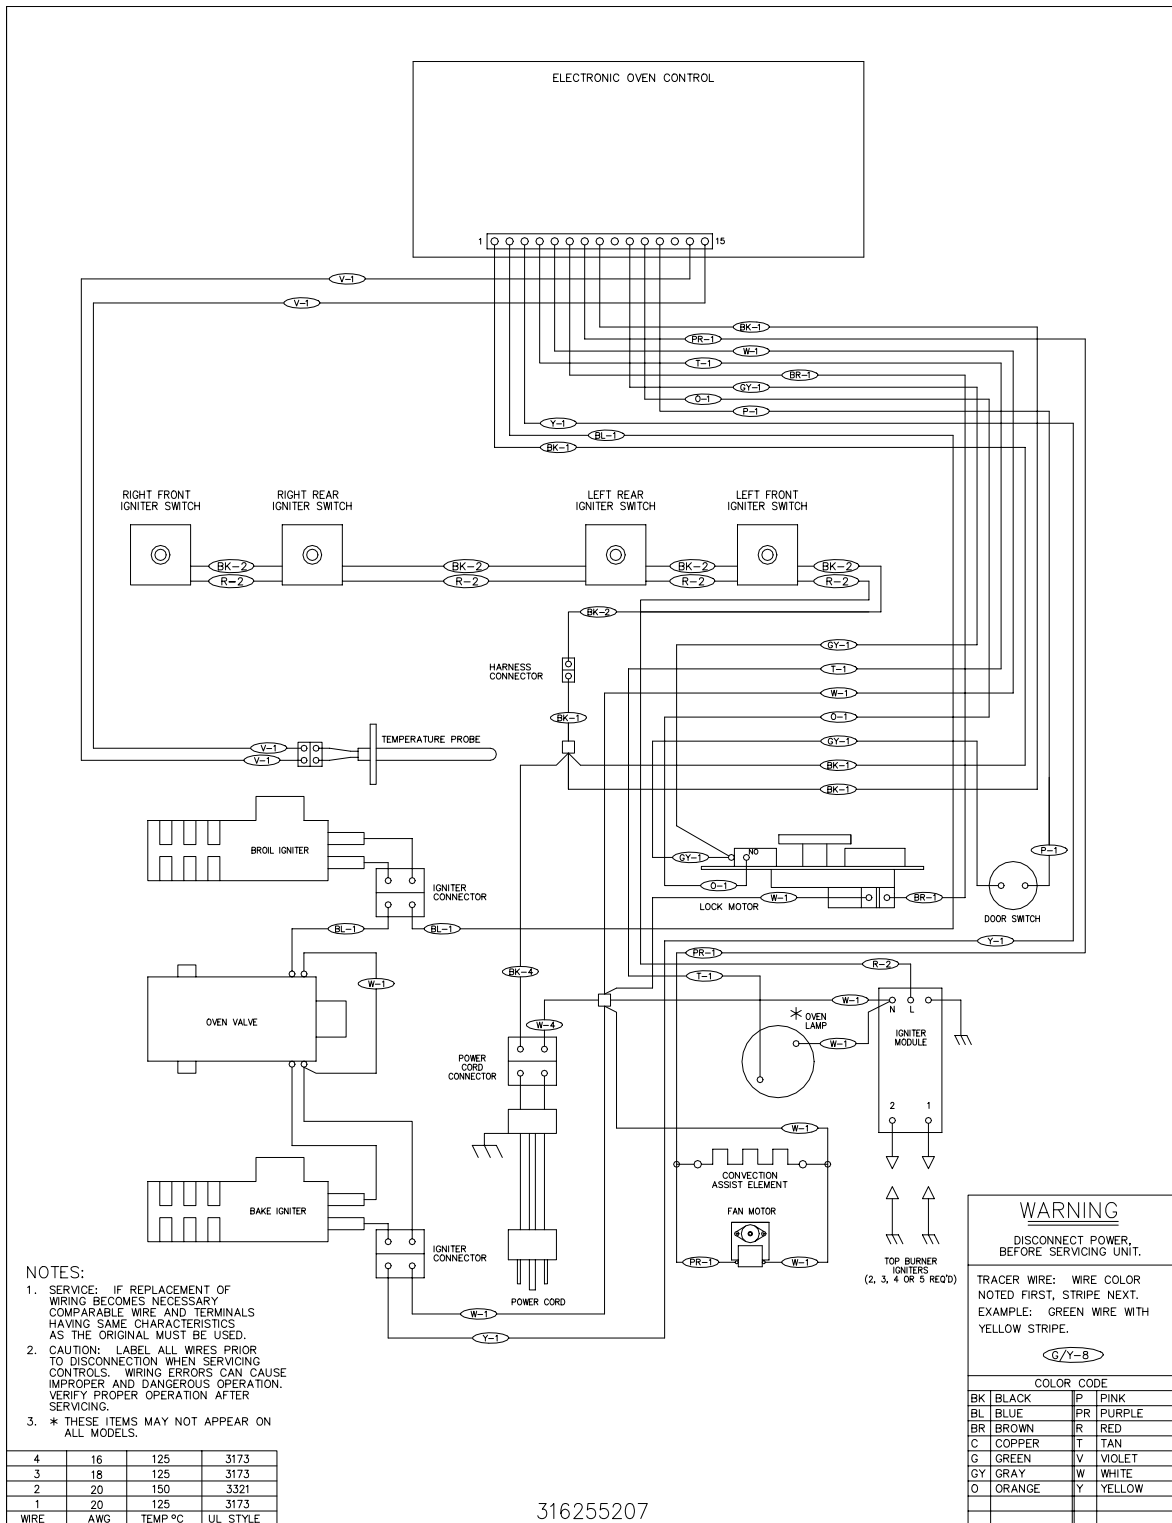 ELECTRONIC OVEN CONTROL
1
15
V-1
V-1
BK-1
PR-1
W-1
T-1
BR-1
GY-1
O-1
P-1
Y-1
BL-1
BK-1
RIGHT FRONT
IGNITER SWITCH
RIGHT REAR
IGNITER SWITCH
LEFT REAR
IGNITER SWITCH
LEFT FRONT
IGNITER SWITCH
BK-2
BK-2
BK-2
BK-2
R-2
R-2
R-2
R-2
BK-2
HARNESS
CONNECTOR
BK-1
GY-1
T-1
W-1
O-1
GY-1
BK-1
BK-1
TEMPERATURE PROBE
V-1
V-1
BROIL IGNITER
IGNITER
CONNECTOR
BL-1
BL-1
NO
GY-1
O-1
W-1
BR-1
LOCK MOTOR
P-1
DOOR SWITCH
Y-1
PR-1
R-2
T-1
BK-4
W-1
OVEN VALVE
W-4
POWER
CORD
CONNECTOR
* OVEN
LAMP
W-1
W-1
N L
IGNITER
MODULE
2 1
W-1
CONVECTION
ASSIST ELEMENT
FAN MOTOR
PR-1
W-1
BAKE IGNITER
IGNITER
CONNECTOR
W-1
Y-1
POWER CORD
TOP BURNER
IGNITERS
(2, 3, 4 OR 5 REQ'D)
NOTES:
1. SERVICE: IF REPLACEMENT OF
WIRING BECOMES NECESSARY
COMPARABLE WIRE AND TERMINALS
HAVING SAME CHARACTERISTICS
AS THE ORIGINAL MUST BE USED.
2. CAUTION: LABEL ALL WIRES PRIOR
TO DISCONNECTION WHEN SERVICING
CONTROLS. WIRING ERRORS CAN CAUSE
IMPROPER AND DANGEROUS OPERATION.
VERIFY PROPER OPERATION AFTER
SERVICING.
3. * THESE ITEMS MAY NOT APPEAR ON
ALL MODELS.
4 16 125 3173
3 18 125 3173
2 20 150 3321
1 20 125 3173
WIRE AWG TEMP °C UL STYLE
316255207
WARNING
DISCONNECT POWER,
BEFORE SERVICING UNIT.
TRACER WIRE: WIRE COLOR
NOTED FIRST, STRIPE NEXT.
EXAMPLE: GREEN WIRE WITH
YELLOW STRIPE.
G/Y-8
COLOR CODE
BK BLACK P PINK
BL BLUE PR PURPLE
BR BROWN R RED
C COPPER T TAN
G GREEN V VIOLET
GY GRAY W WHITE
O ORANGE Y YELLOW